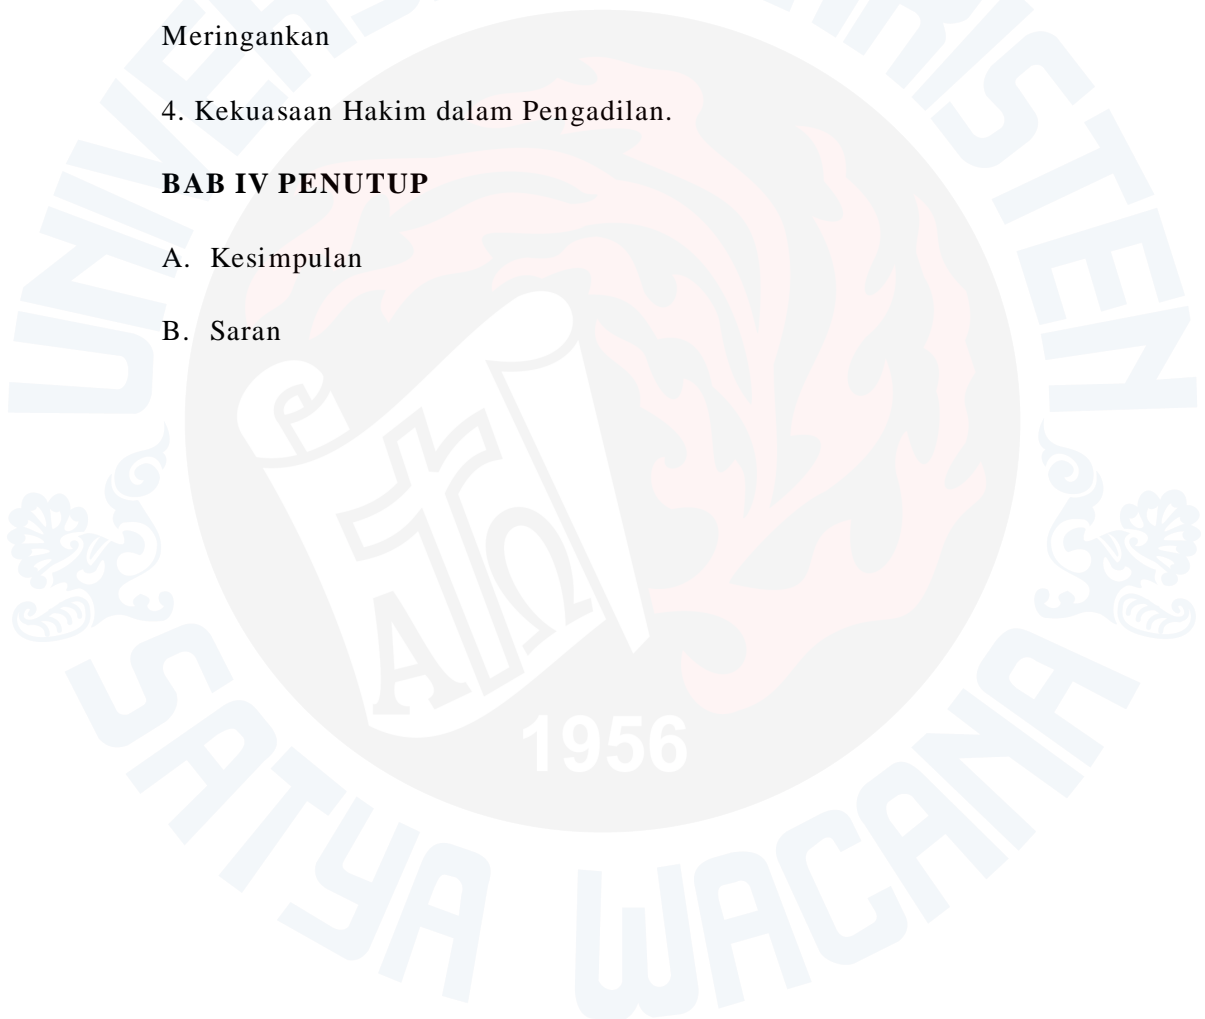 Meringankan
4. Kekuasaan Hakim dalam Pengadilan.
BAB IV PENUTUP
A. Kesimpulan
B. Saran
1956
SATYA WACANA